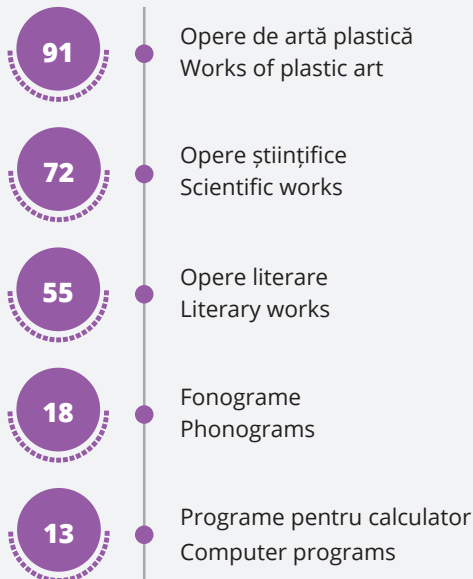 91
Opere de artă plastică
Works of plastic art
72
Opere științifice
Scientific works
55
Opere literare
Literary works
18
Fonograme
Phonograms
13
Programe pentru calculator
Computer programs